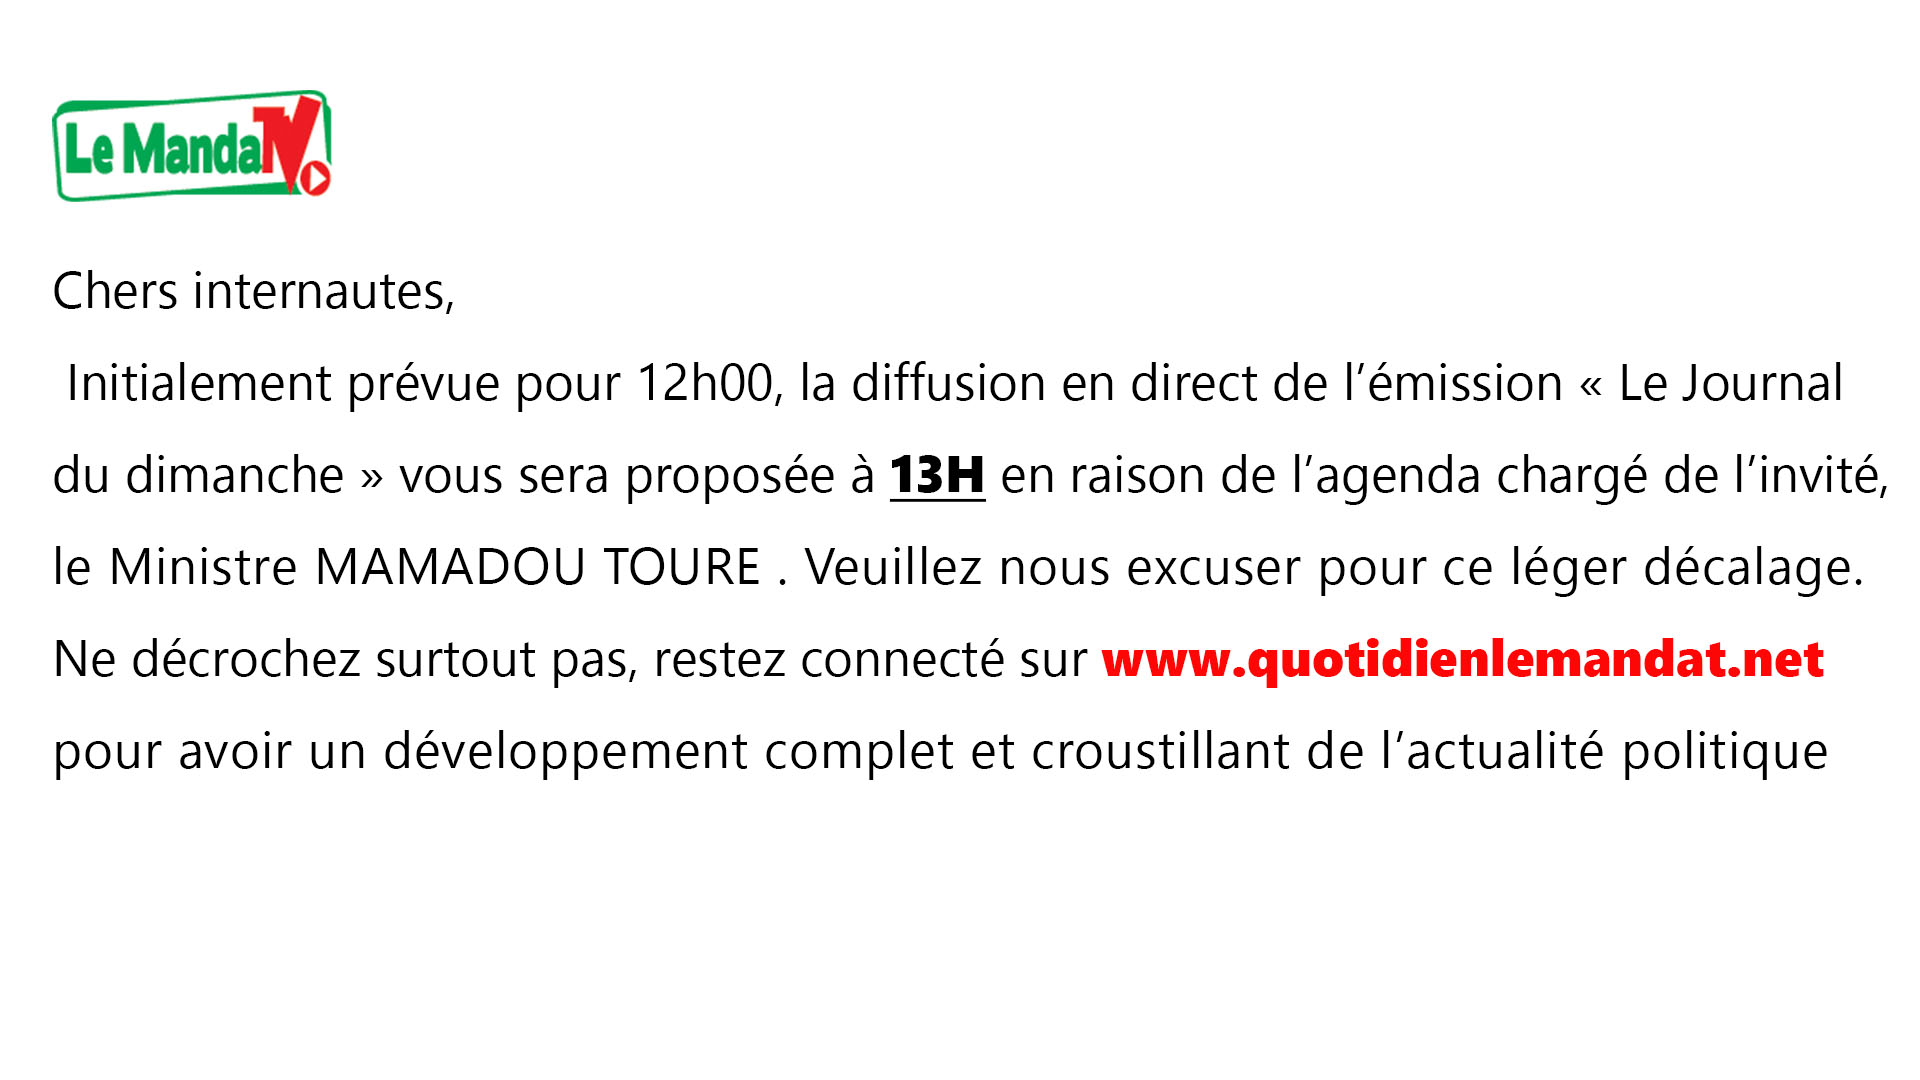 Le MandaTV
Chers internautes,
Initialement prévue pour 12h00, la diffusion en direct de l’émission « Le Journal
du dimanche » vous sera proposée à 13H en raison de l’agenda chargé de l’invité,
le Ministre MAMADOU TOURE . Veuillez nous excuser pour ce léger décalage.
Ne décrochez surtout pas, restez connecté sur www.quotidienlemandat.net
pour avoir un développement complet et croustillant de l’actualité politique